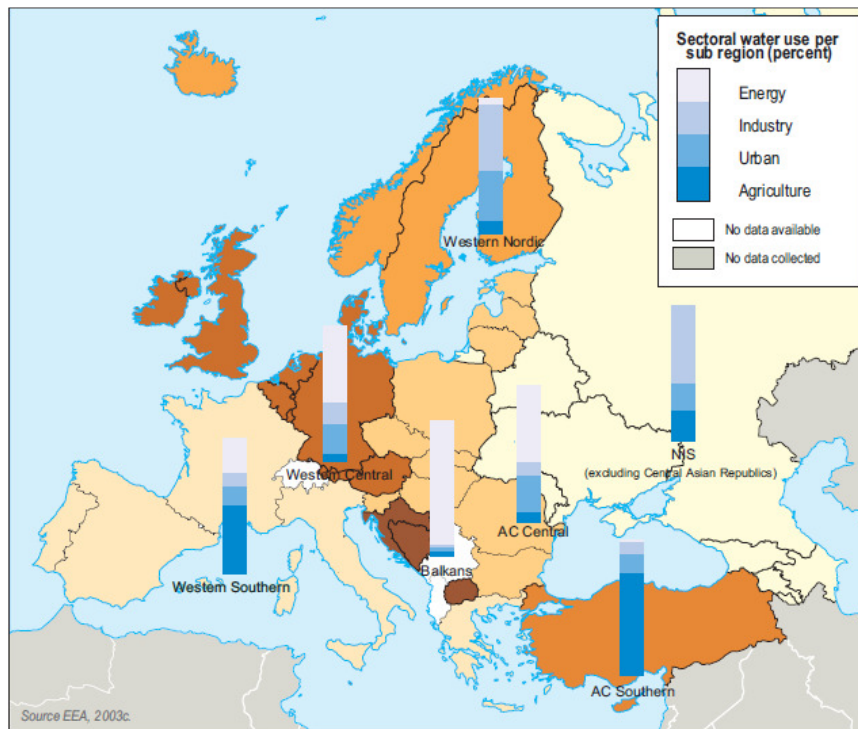 Sectoral water use per
sub region (percent)
Energy
Industry
Urban
Agriculture
No data available
No data collected
Western Nordic
NIS
(excluding Central Asian Republics)
Western Central
AC Central
Balkans
Western Southern
AC Southern
Source EEA, 2003c.